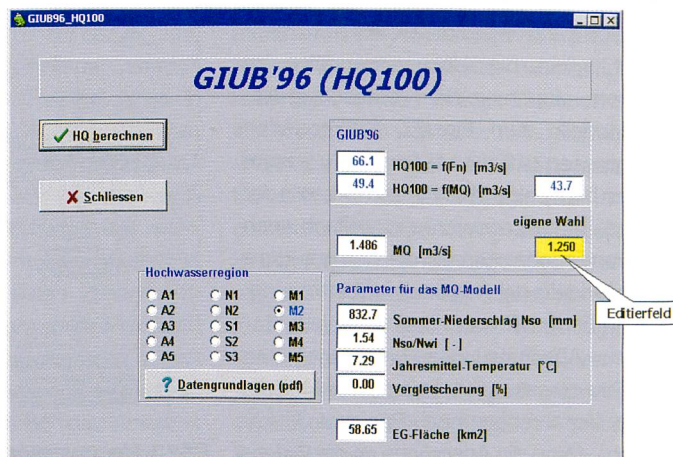 GIUB96_HQ100
GIUB'96 (HQ100)
HQ berechnen
Schliessen
GIUB'96
66.1 HQ100 = f(Fn) [m3/s]
49.4 HQ100 = f(MQ) [m3/s] 43.7
eigene Wahl
1.486 MQ [m3/s] 1.250
Editierfeld
Hochwasserregion
A1 N1 M1
A2 N2 M2
A3 S1 M3
A4 S2 M4
A5 S3 M5
? Datengrundlagen (pdf)
Parameter für das MQ-Modell
832.7 Sommer-Niederschlag Nso [mm]
1.54 Nso/Nwi [ - ]
7.29 Jahresmittel-Temperatur [°C]
0.00 Vergletscherung [%]
58.65 EG-Fläche [km2]